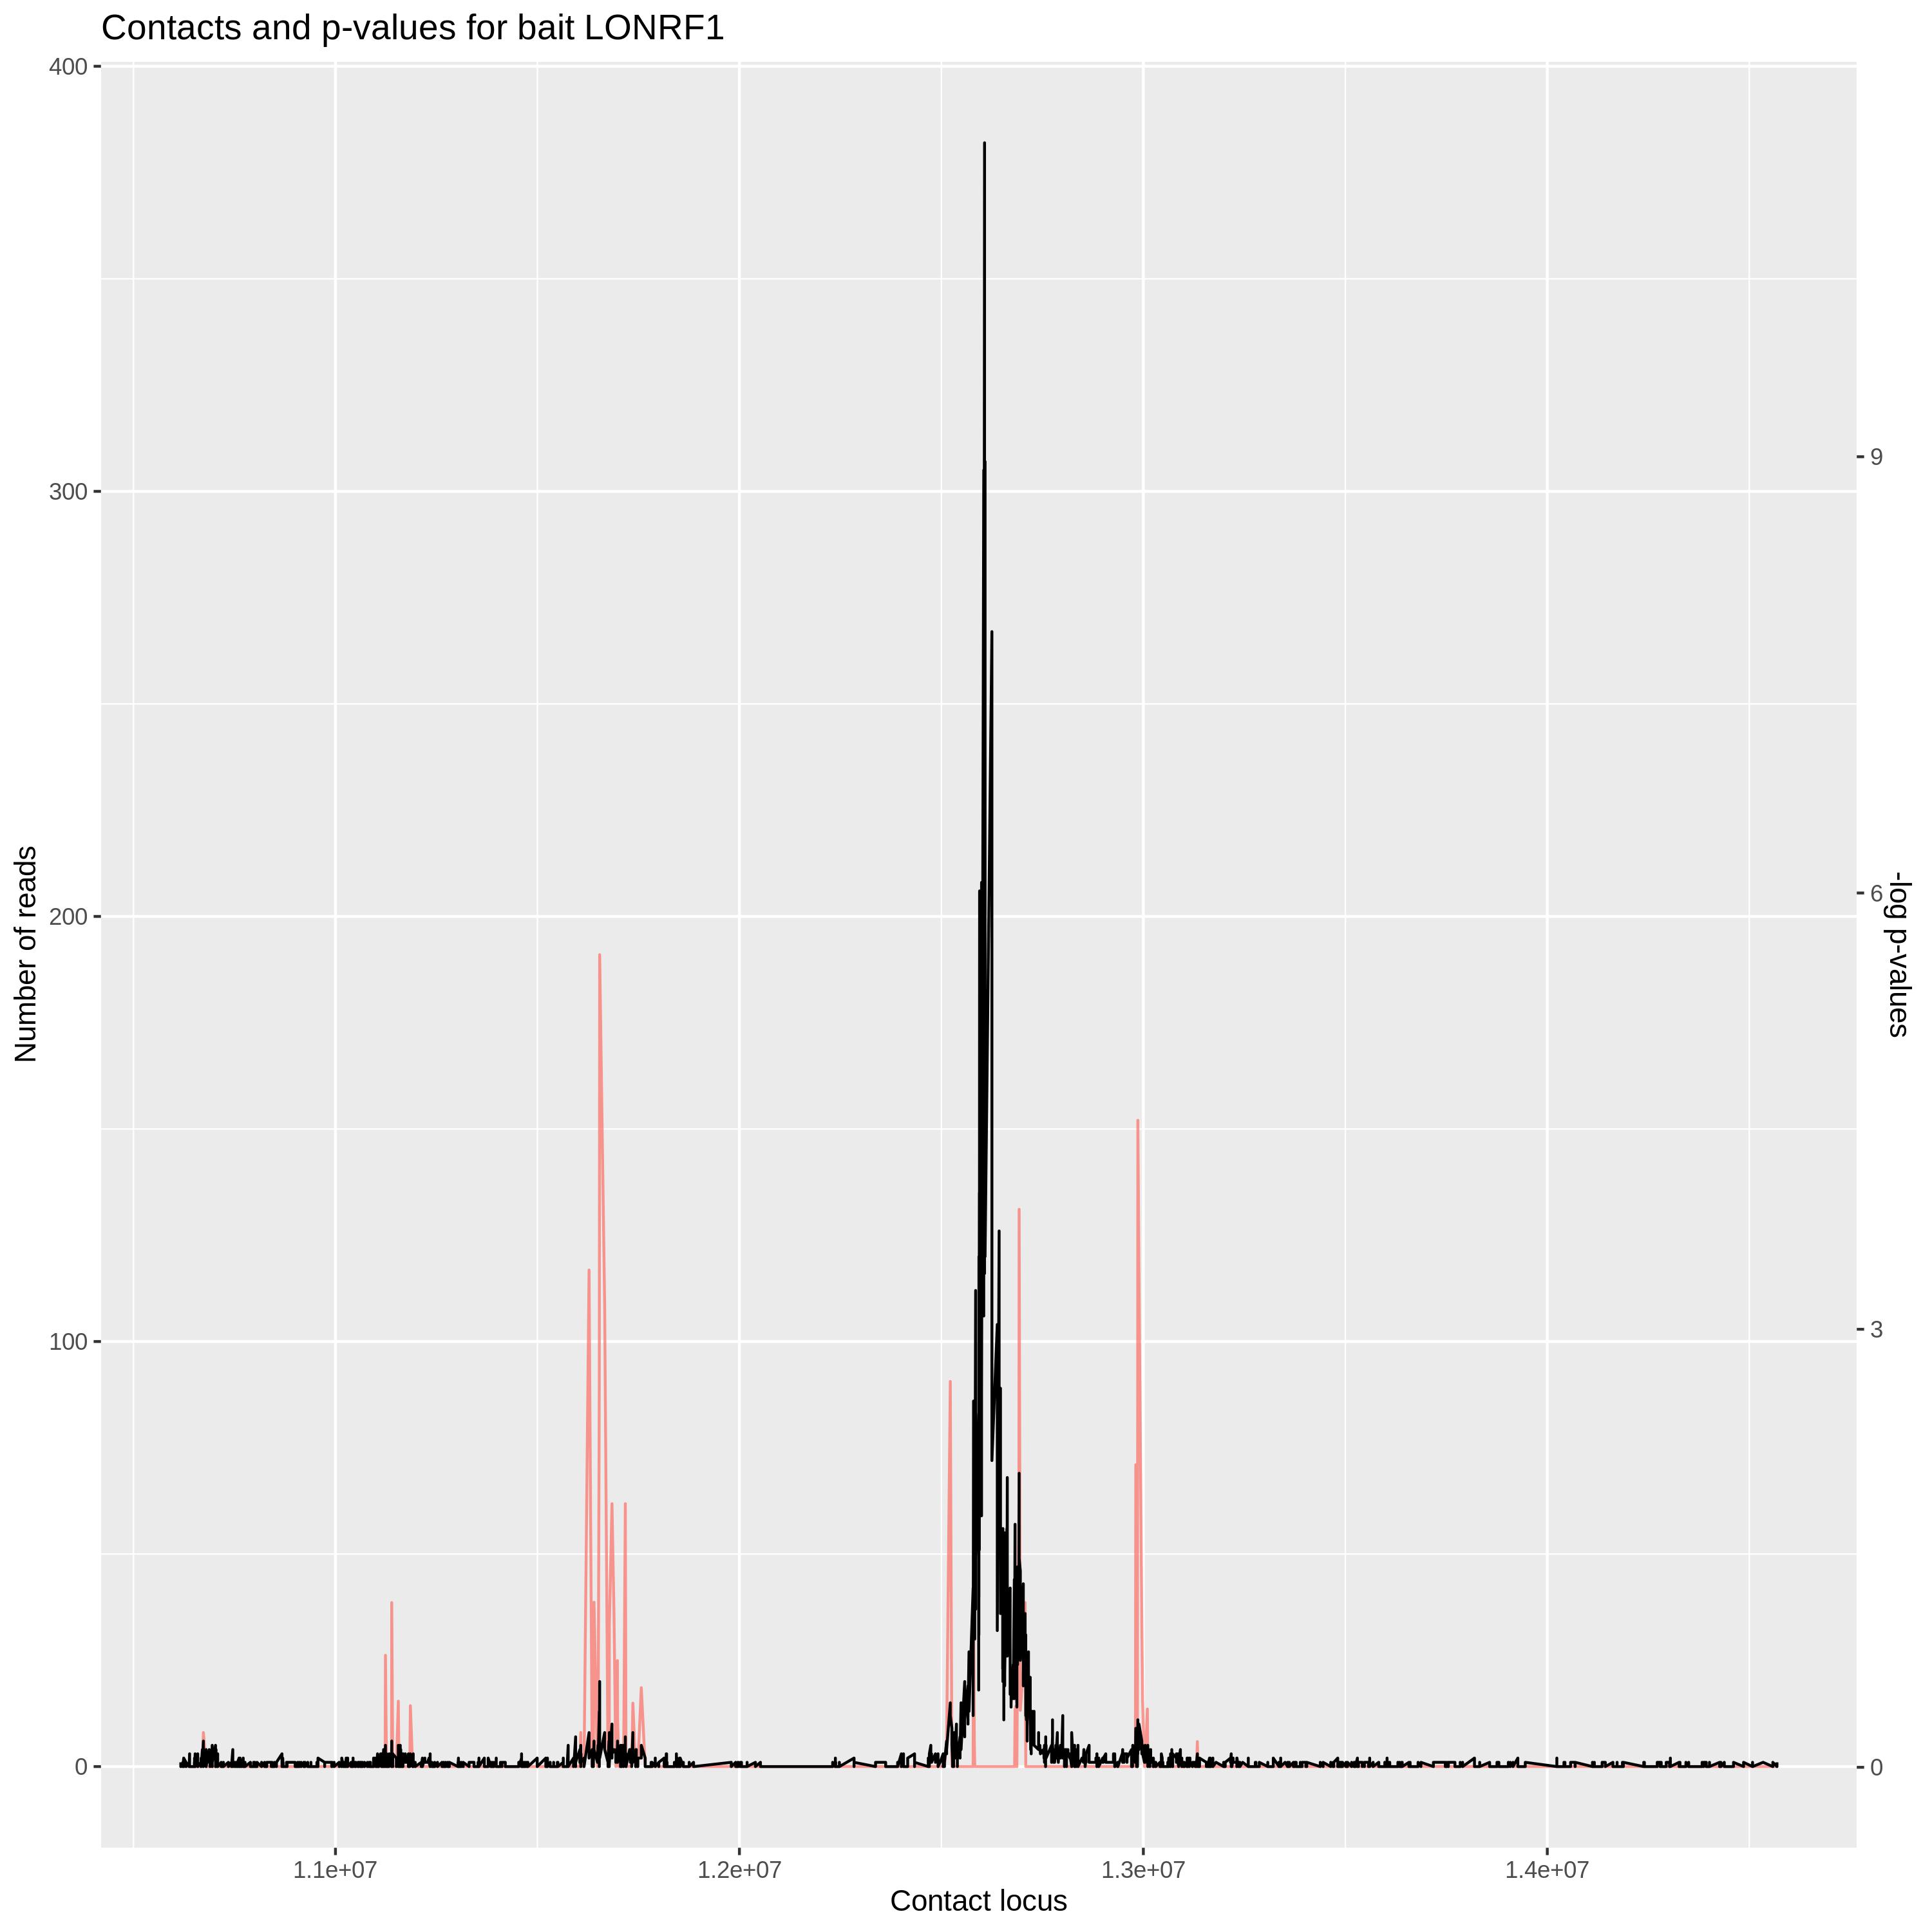 Contacts and p-values for bait LONRF1
400
300
200
100
0
9
6
3
0
Number of reads
-log p-values
1.1e+07
1.2e+07
1.3e+07
1.4e+07
Contact locus